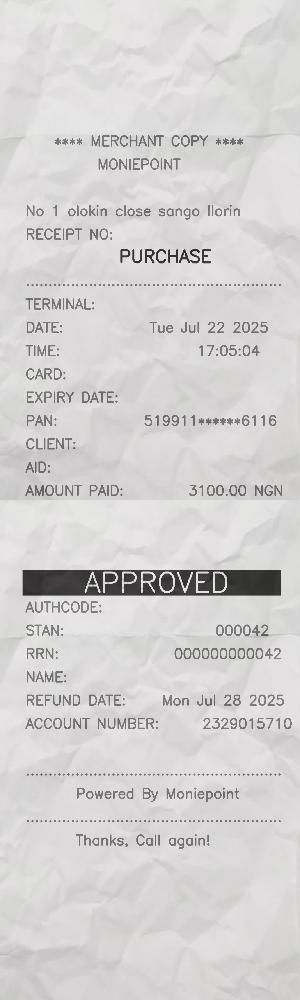 **** MERCHANT COPY ****
MONIEPOINT
No 1 olokin close sango Ilorin
RECEIPT NO:
PURCHASE
TERMINAL:
DATE: Tue Jul 22 2025
TIME: 17:05:04
CARD:
EXPIRY DATE:
PAN: 519911******6116
CLIENT:
AID:
AMOUNT PAID: 3100.00 NGN
APPROVED
AUTHCODE:
STAN: 000042
RRN: 000000000042
NAME:
REFUND DATE: Mon Jul 28 2025
ACCOUNT NUMBER: 2329015710
Powered By Moniepoint
Thanks, Call again!